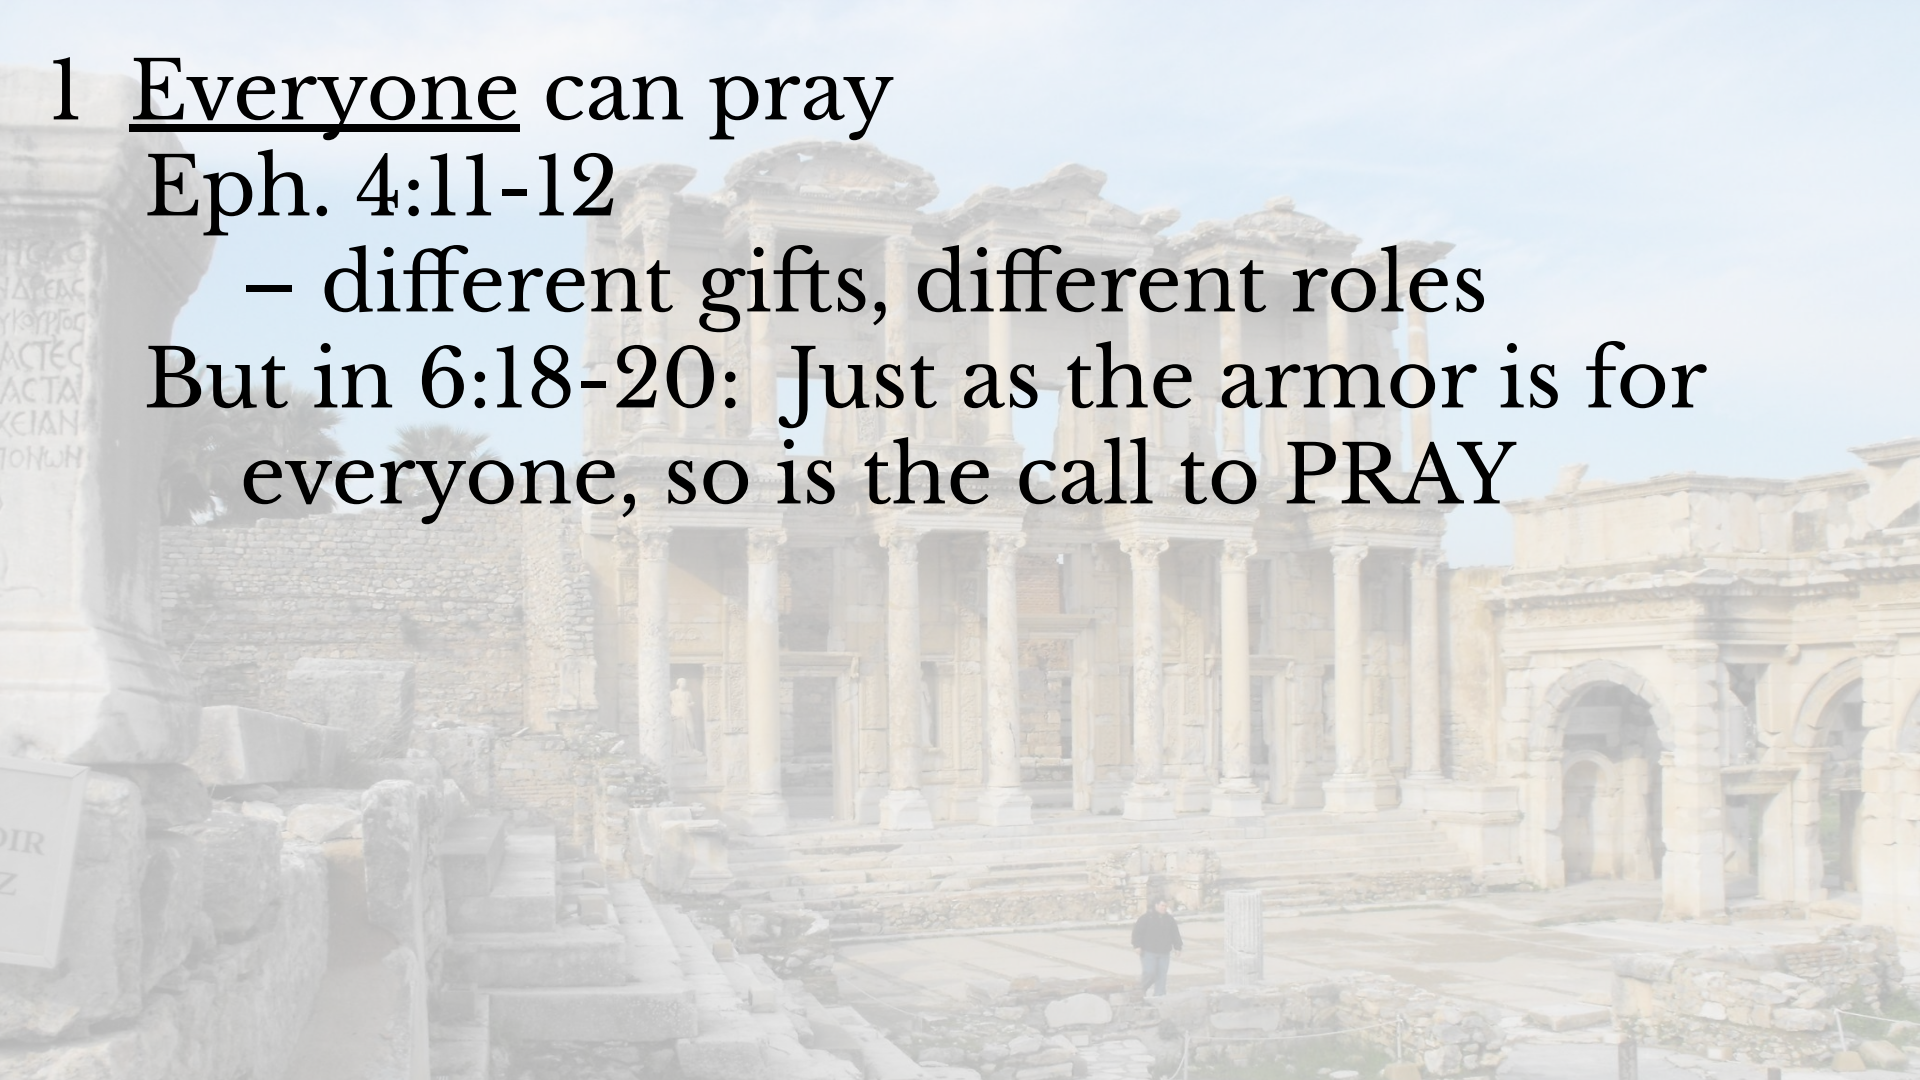 1 Everyone can pray
Eph. 4:11-12
– different gifts, different roles
But in 6:18-20: Just as the armor is for
everyone, so is the call to PRAY
OIR
Z